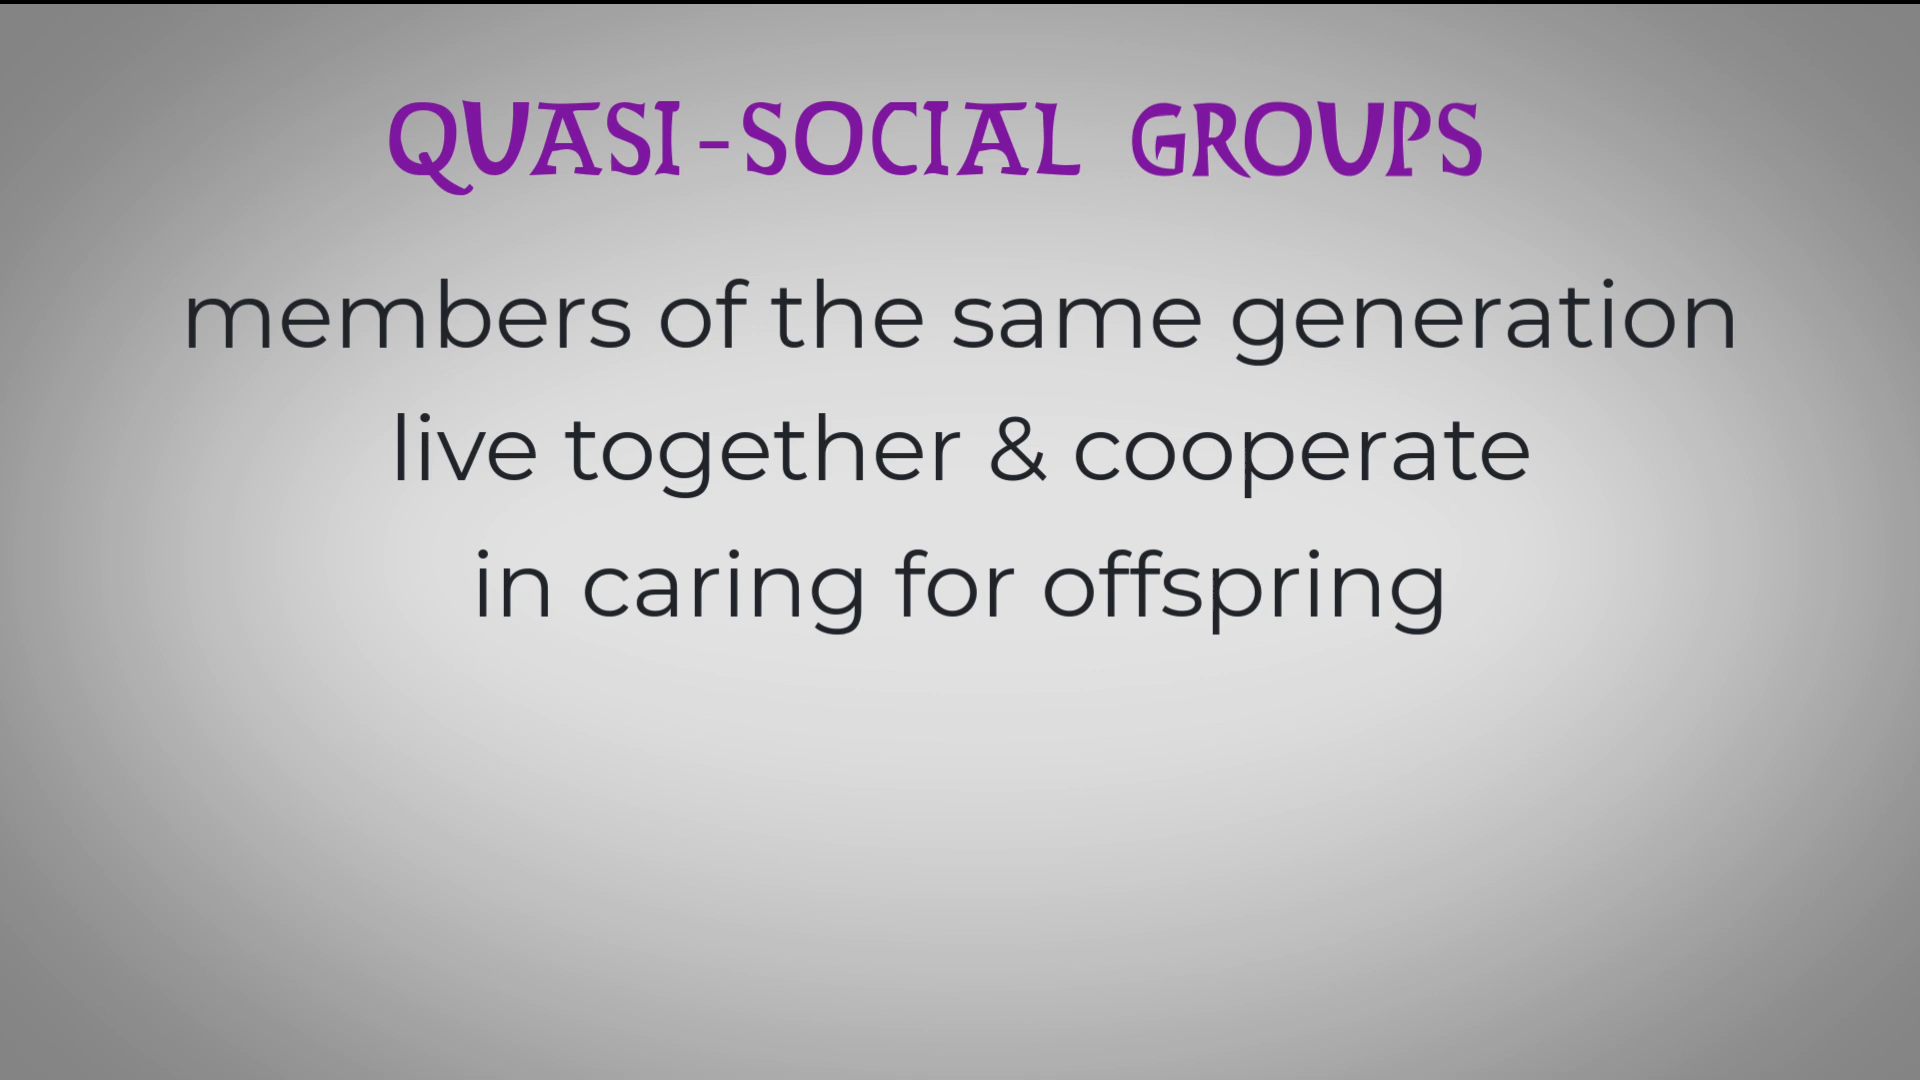 QUASI-SOCIAL GROUPS
members of the same generation
live together & cooperate
in caring for offspring